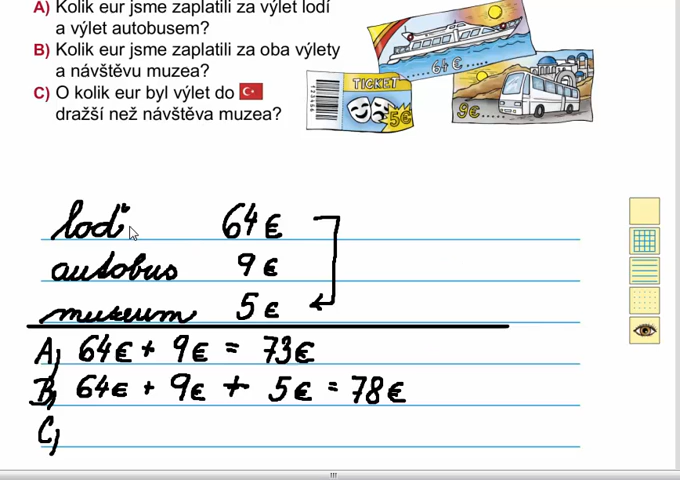 A) Kolik eur jsme zaplatili za výlet lodí
a výlet autobusem?
B) Kolik eur jsme zaplatili za oba výlety
a návštěvu muzea?
C) O kolik eur byl výlet do
dražší než návštěva muzea?
64 €.....
TICKET
5€
9€.....
loď 64 €
autobus 9 €
muzeum 5 €
A, 64€ + 9€ = 73€
B, 64€ + 9€ + 5€ = 78€
C,